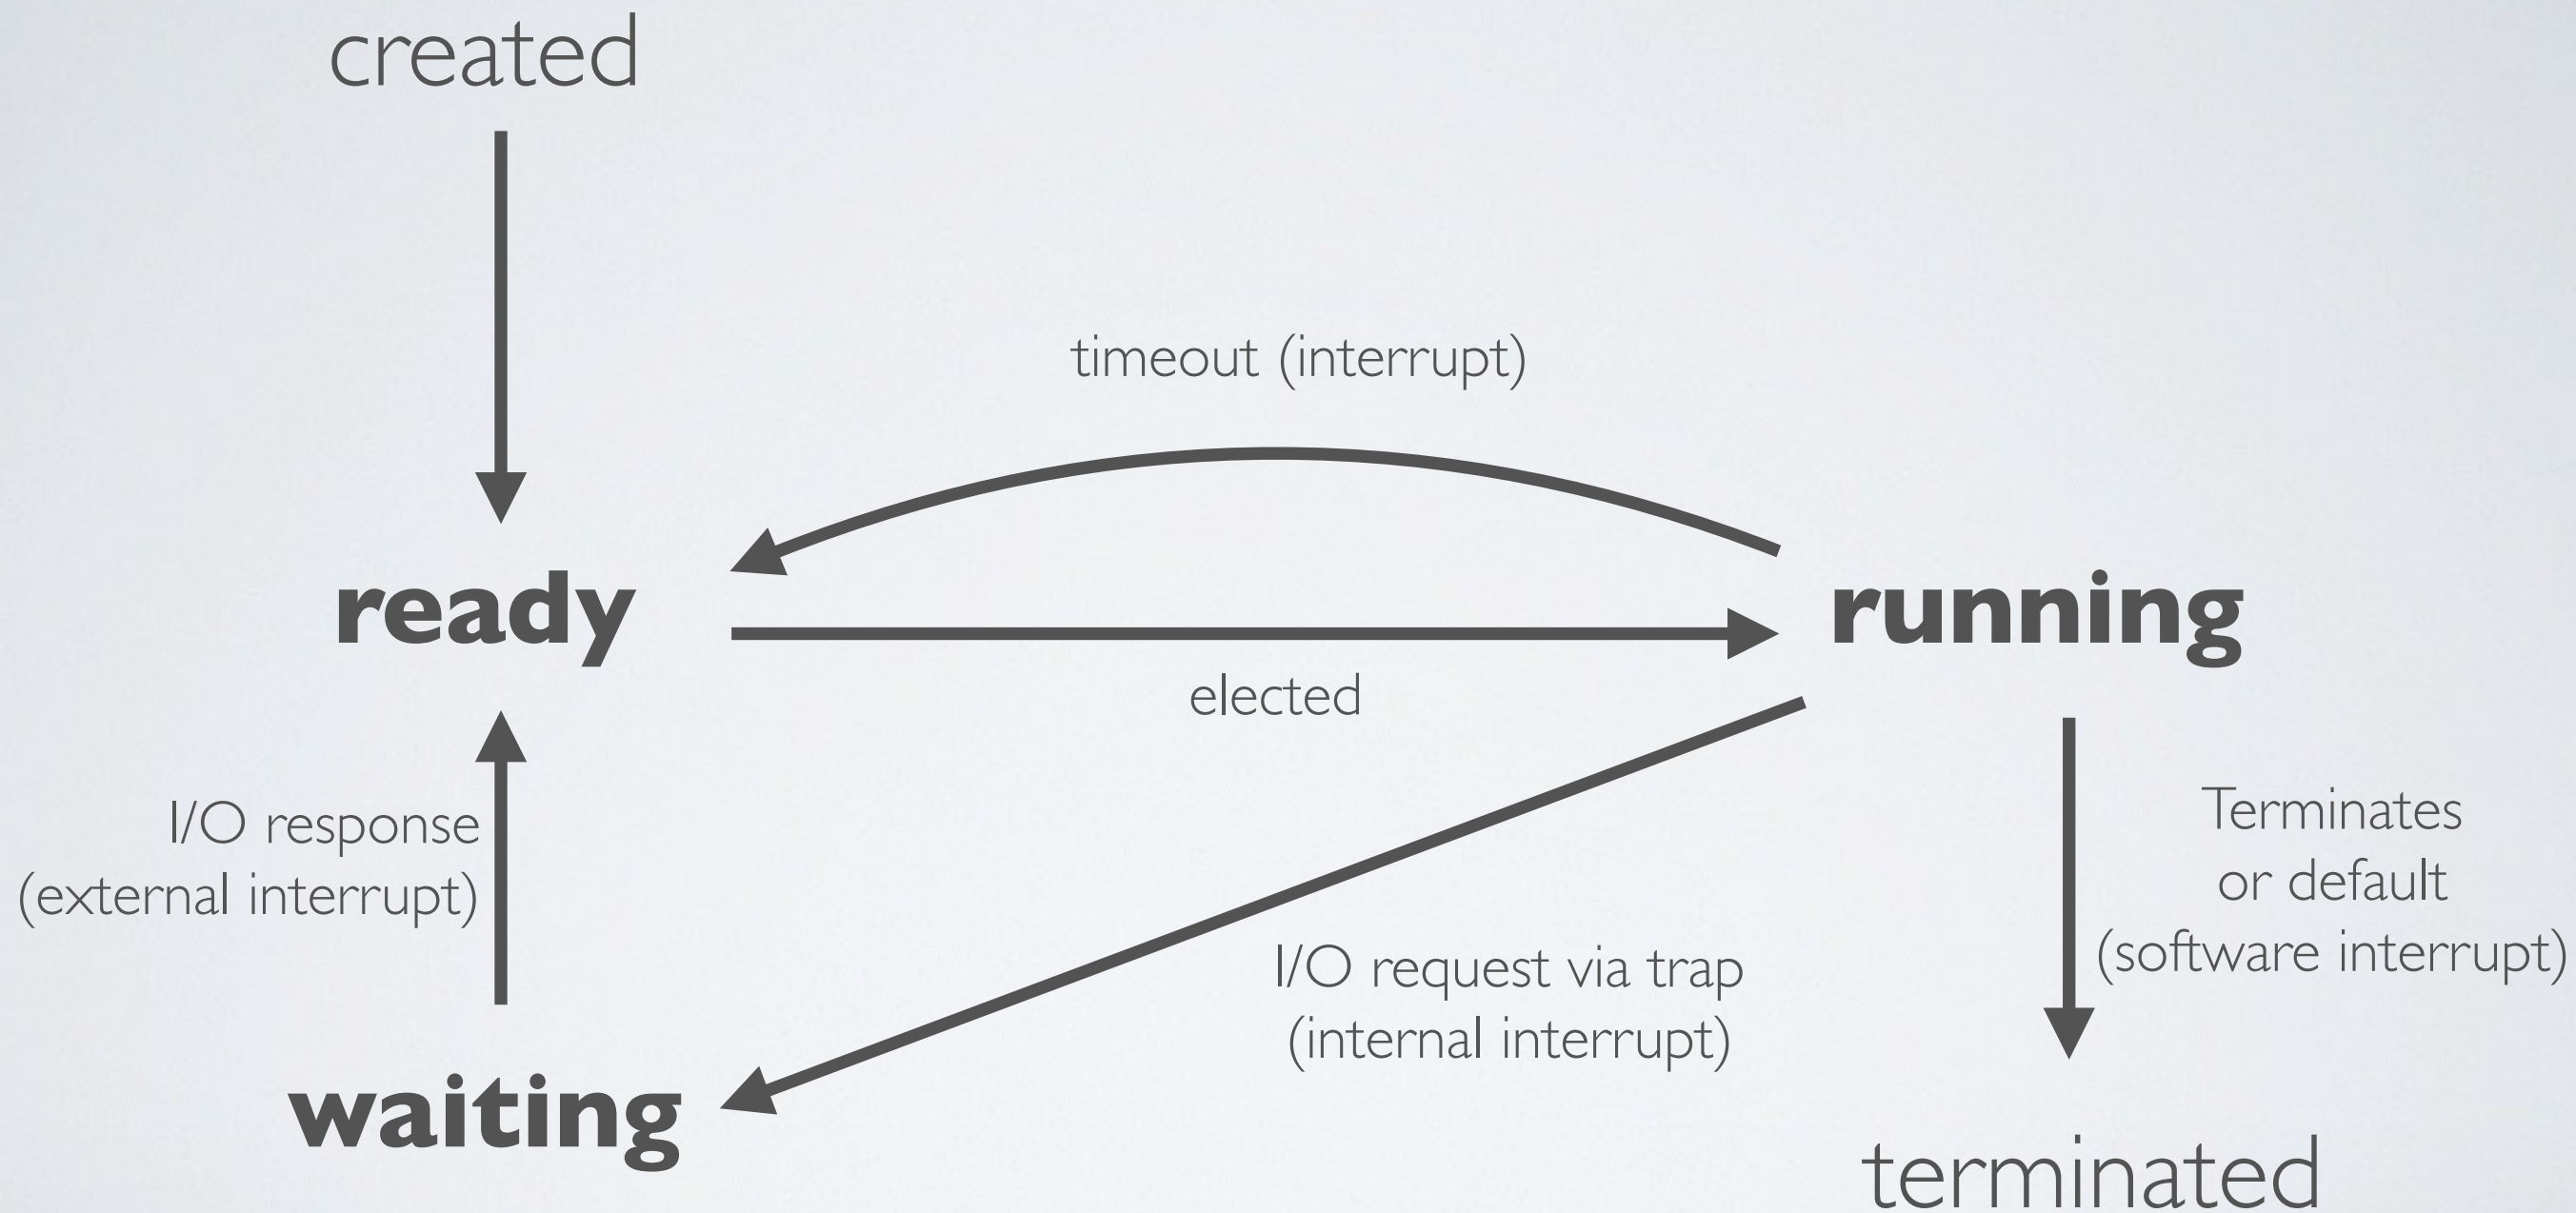 created
timeout (interrupt)
ready
running
elected
I/O response
(external interrupt)
Terminates
or default
(software interrupt)
I/O request via trap
(internal interrupt)
waiting
terminated